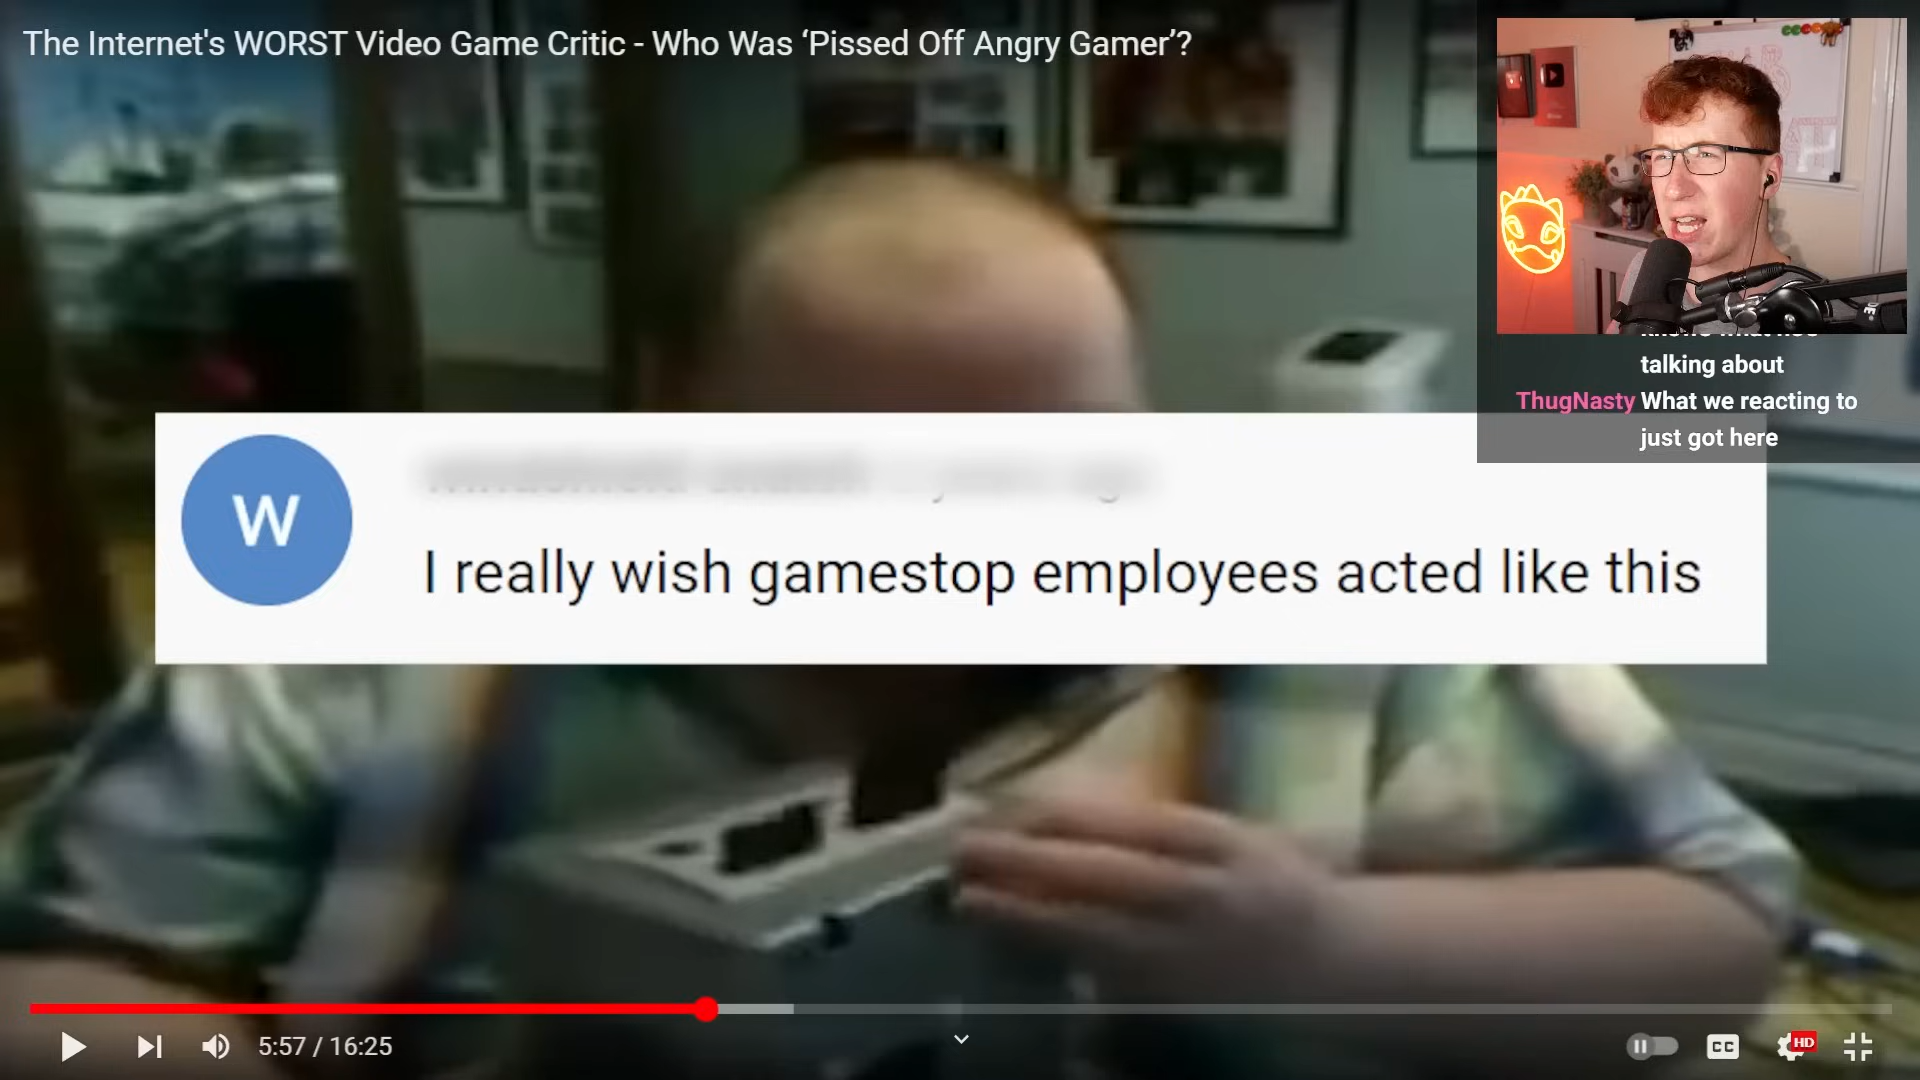 The Internet's WORST Video Game Critic - Who Was ‘Pissed Off Angry Gamer’?
talking about
ThugNasty What we reacting to
just got here
W
I really wish gamestop employees acted like this
5:57 / 16:25
CC
HD